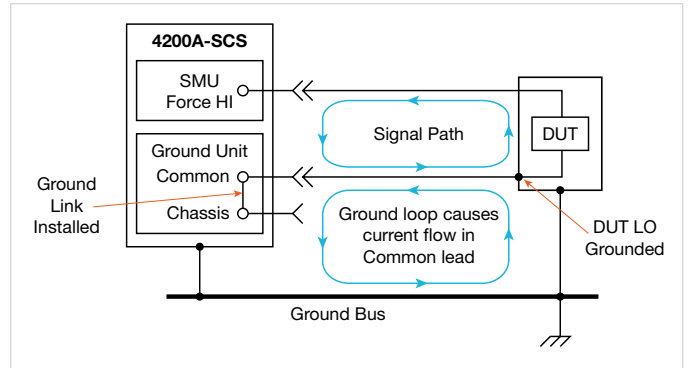 4200A-SCS
SMU
Force HI
Signal Path
DUT
Ground Unit
Common
Chassis
Ground
Link
Installed
Ground loop causes
current flow in
Common lead
DUT LO
Grounded
Ground Bus